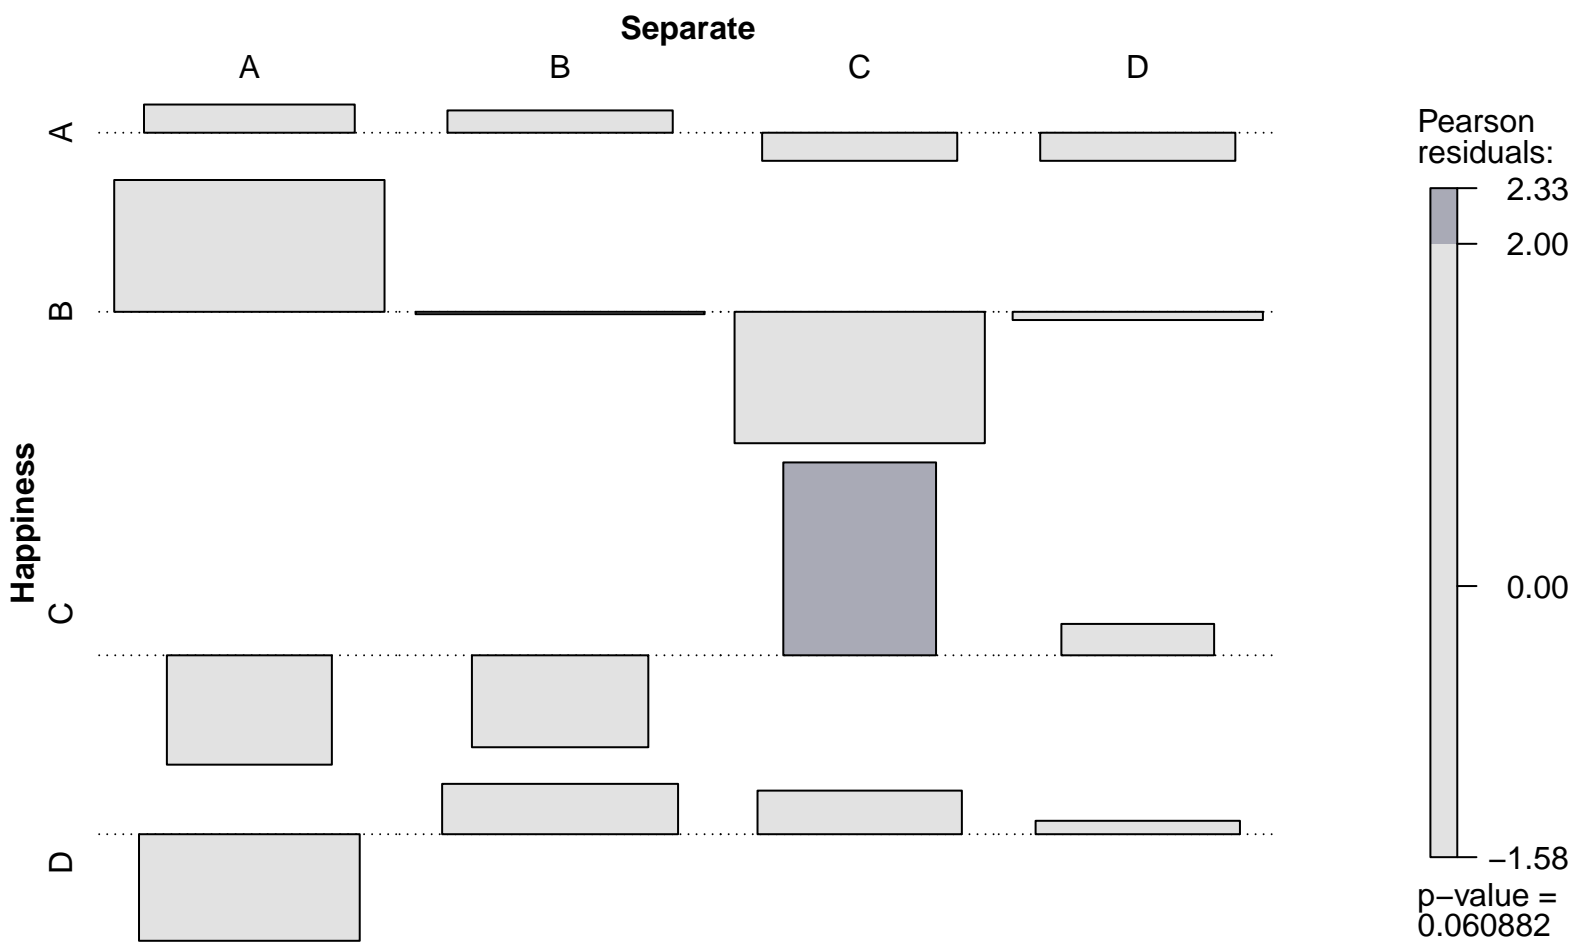 Separate
A B C D
A
B
C
D
Happiness
Pearson
residuals:
2.33
2.00
0.00
−1.58
p−value =
0.060882